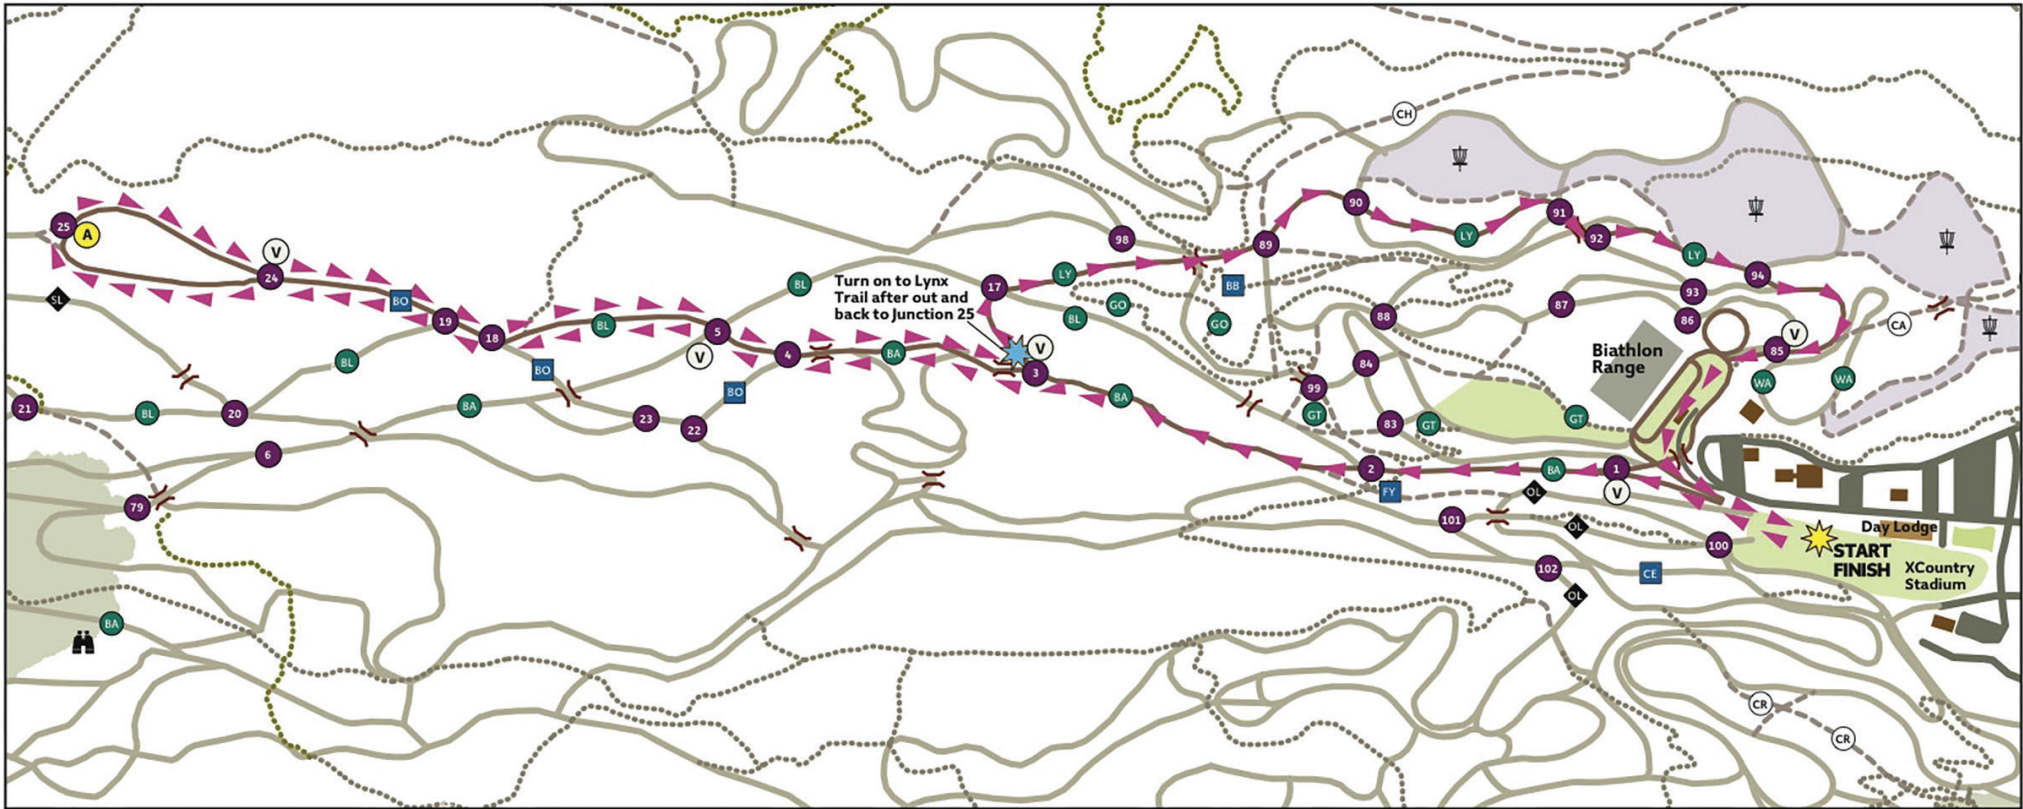 CH
90
91
LY
92
LY
98
89
25
A
V
24
BO
LY
94
17
BL
BB
GO
93
SL
19
18
BL
Turn on to Lynx
Trail after out and
back to Junction 25
BL
GO
88
87
86
CA
5
V
4
BA
V
3
V
85
Biathlon
Range
BL
BO
BO
84
WA
WA
99
BA
GT
83
GT
GT
21
BL
20
BA
23
22
6
2
BA
1
FY
OL
V
79
101
OL
100
Day Lodge
START
FINISH
XCountry
Stadium
102
CE
OL
BA
CR
CR